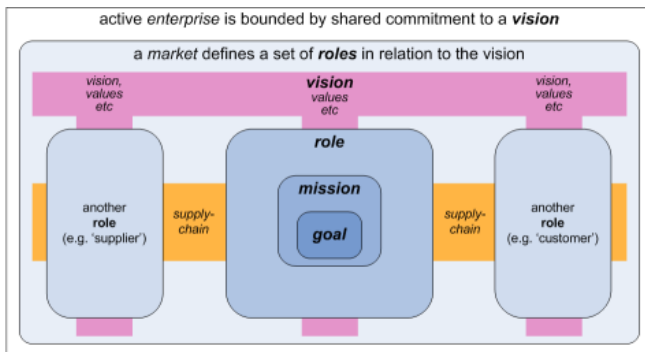 active enterprise is bounded by shared commitment to a vision
a market defines a set of roles in relation to the vision
vision,
values
etc
vision
values
etc
vision,
values
etc
role
mission
goal
another
role
(e.g. 'supplier')
supply-
chain
supply-
chain
another
role
(e.g. 'customer')